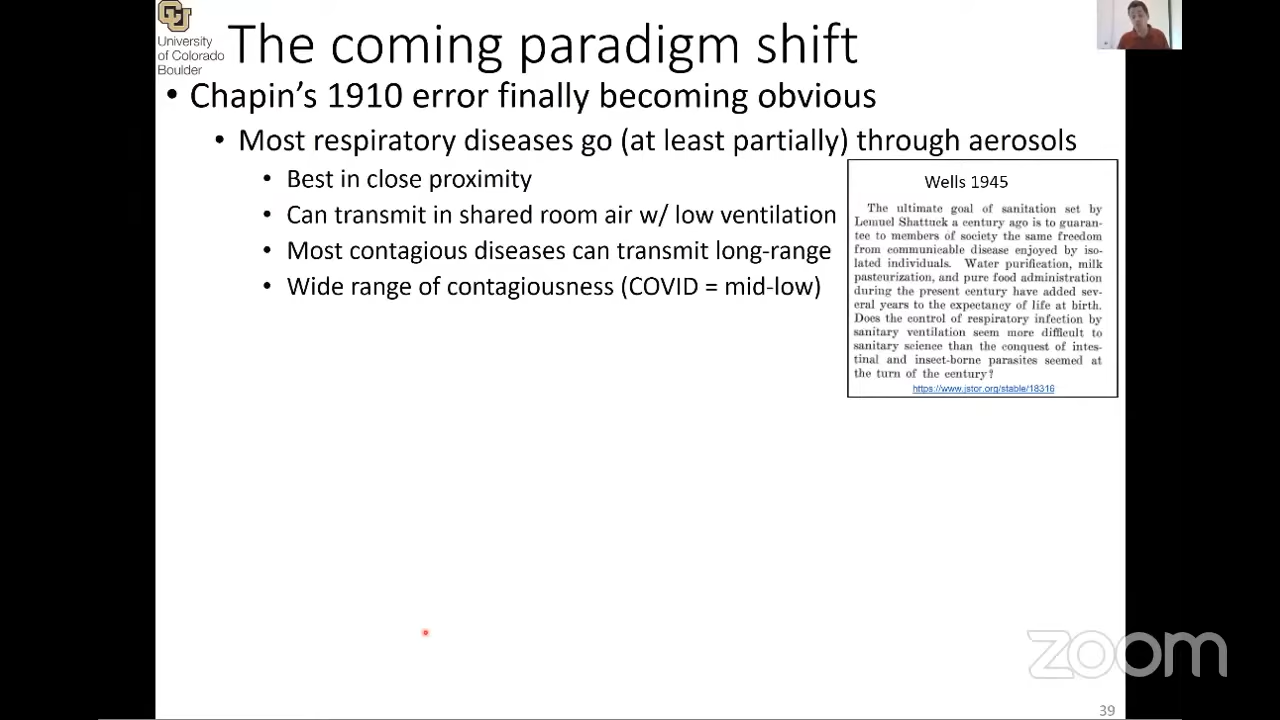 University
of Colorado
Boulder
The coming paradigm shift
• Chapin's 1910 error finally becoming obvious
• Most respiratory diseases go (at least partially) through aerosols
• Best in close proximity
• Can transmit in shared room air w/ low ventilation
• Most contagious diseases can transmit long-range
• Wide range of contagiousness (COVID = mid-low)
Wells 1945
The ultimate goal of sanitation set by
Lemuel Shattuck a century ago is to guaran-
tee to members of society the same freedom
from communicable disease enjoyed by iso-
lated individuals. Water purification, milk
pasteurization, and pure food administration
during the present century have added sev-
eral years to the expectancy of life at birth.
Does the control of respiratory infection by
sanitary ventilation seem more difficult to
sanitary science than the conquest of intes-
tinal and insect-borne parasites seemed at
the turn of the century?
https://www.jstor.org/stable/18316
zoom
39